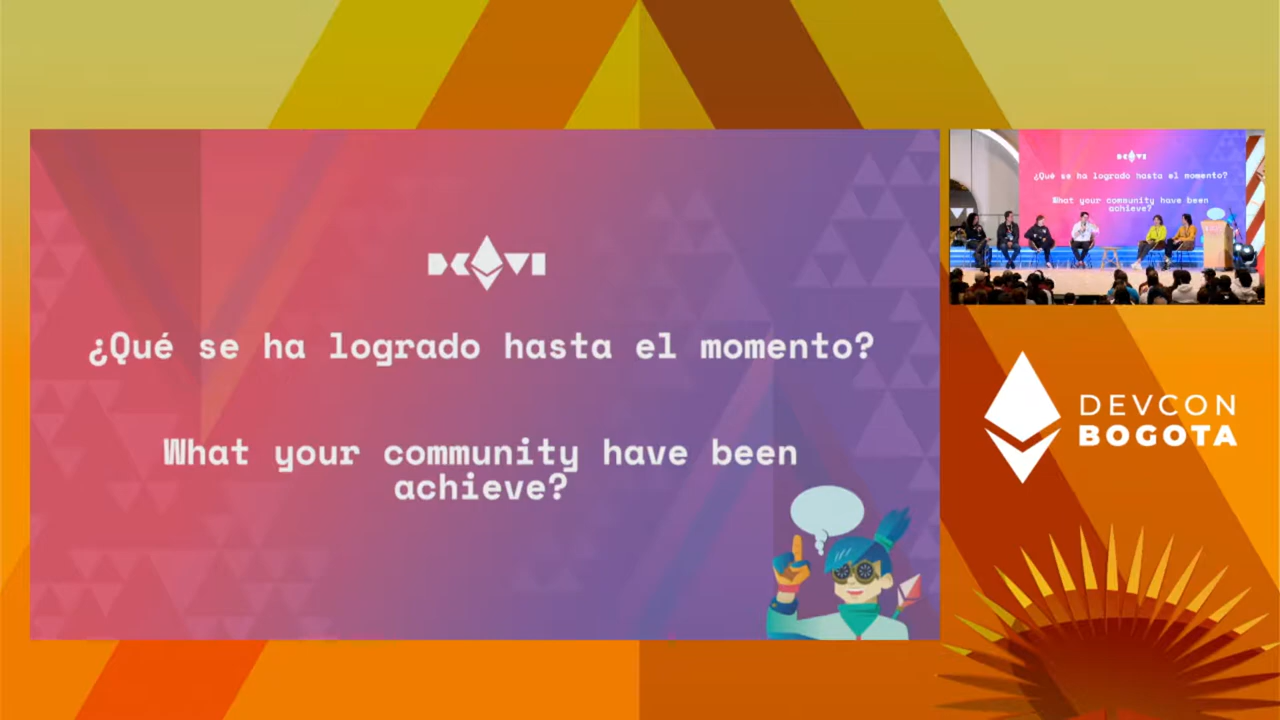 ¿Qué se ha logrado hasta el momento?
What your community have been
achieve?
¿Qué se ha logrado hasta el momento?
What your community have been
achieve?
DEVCON
BOGOTA